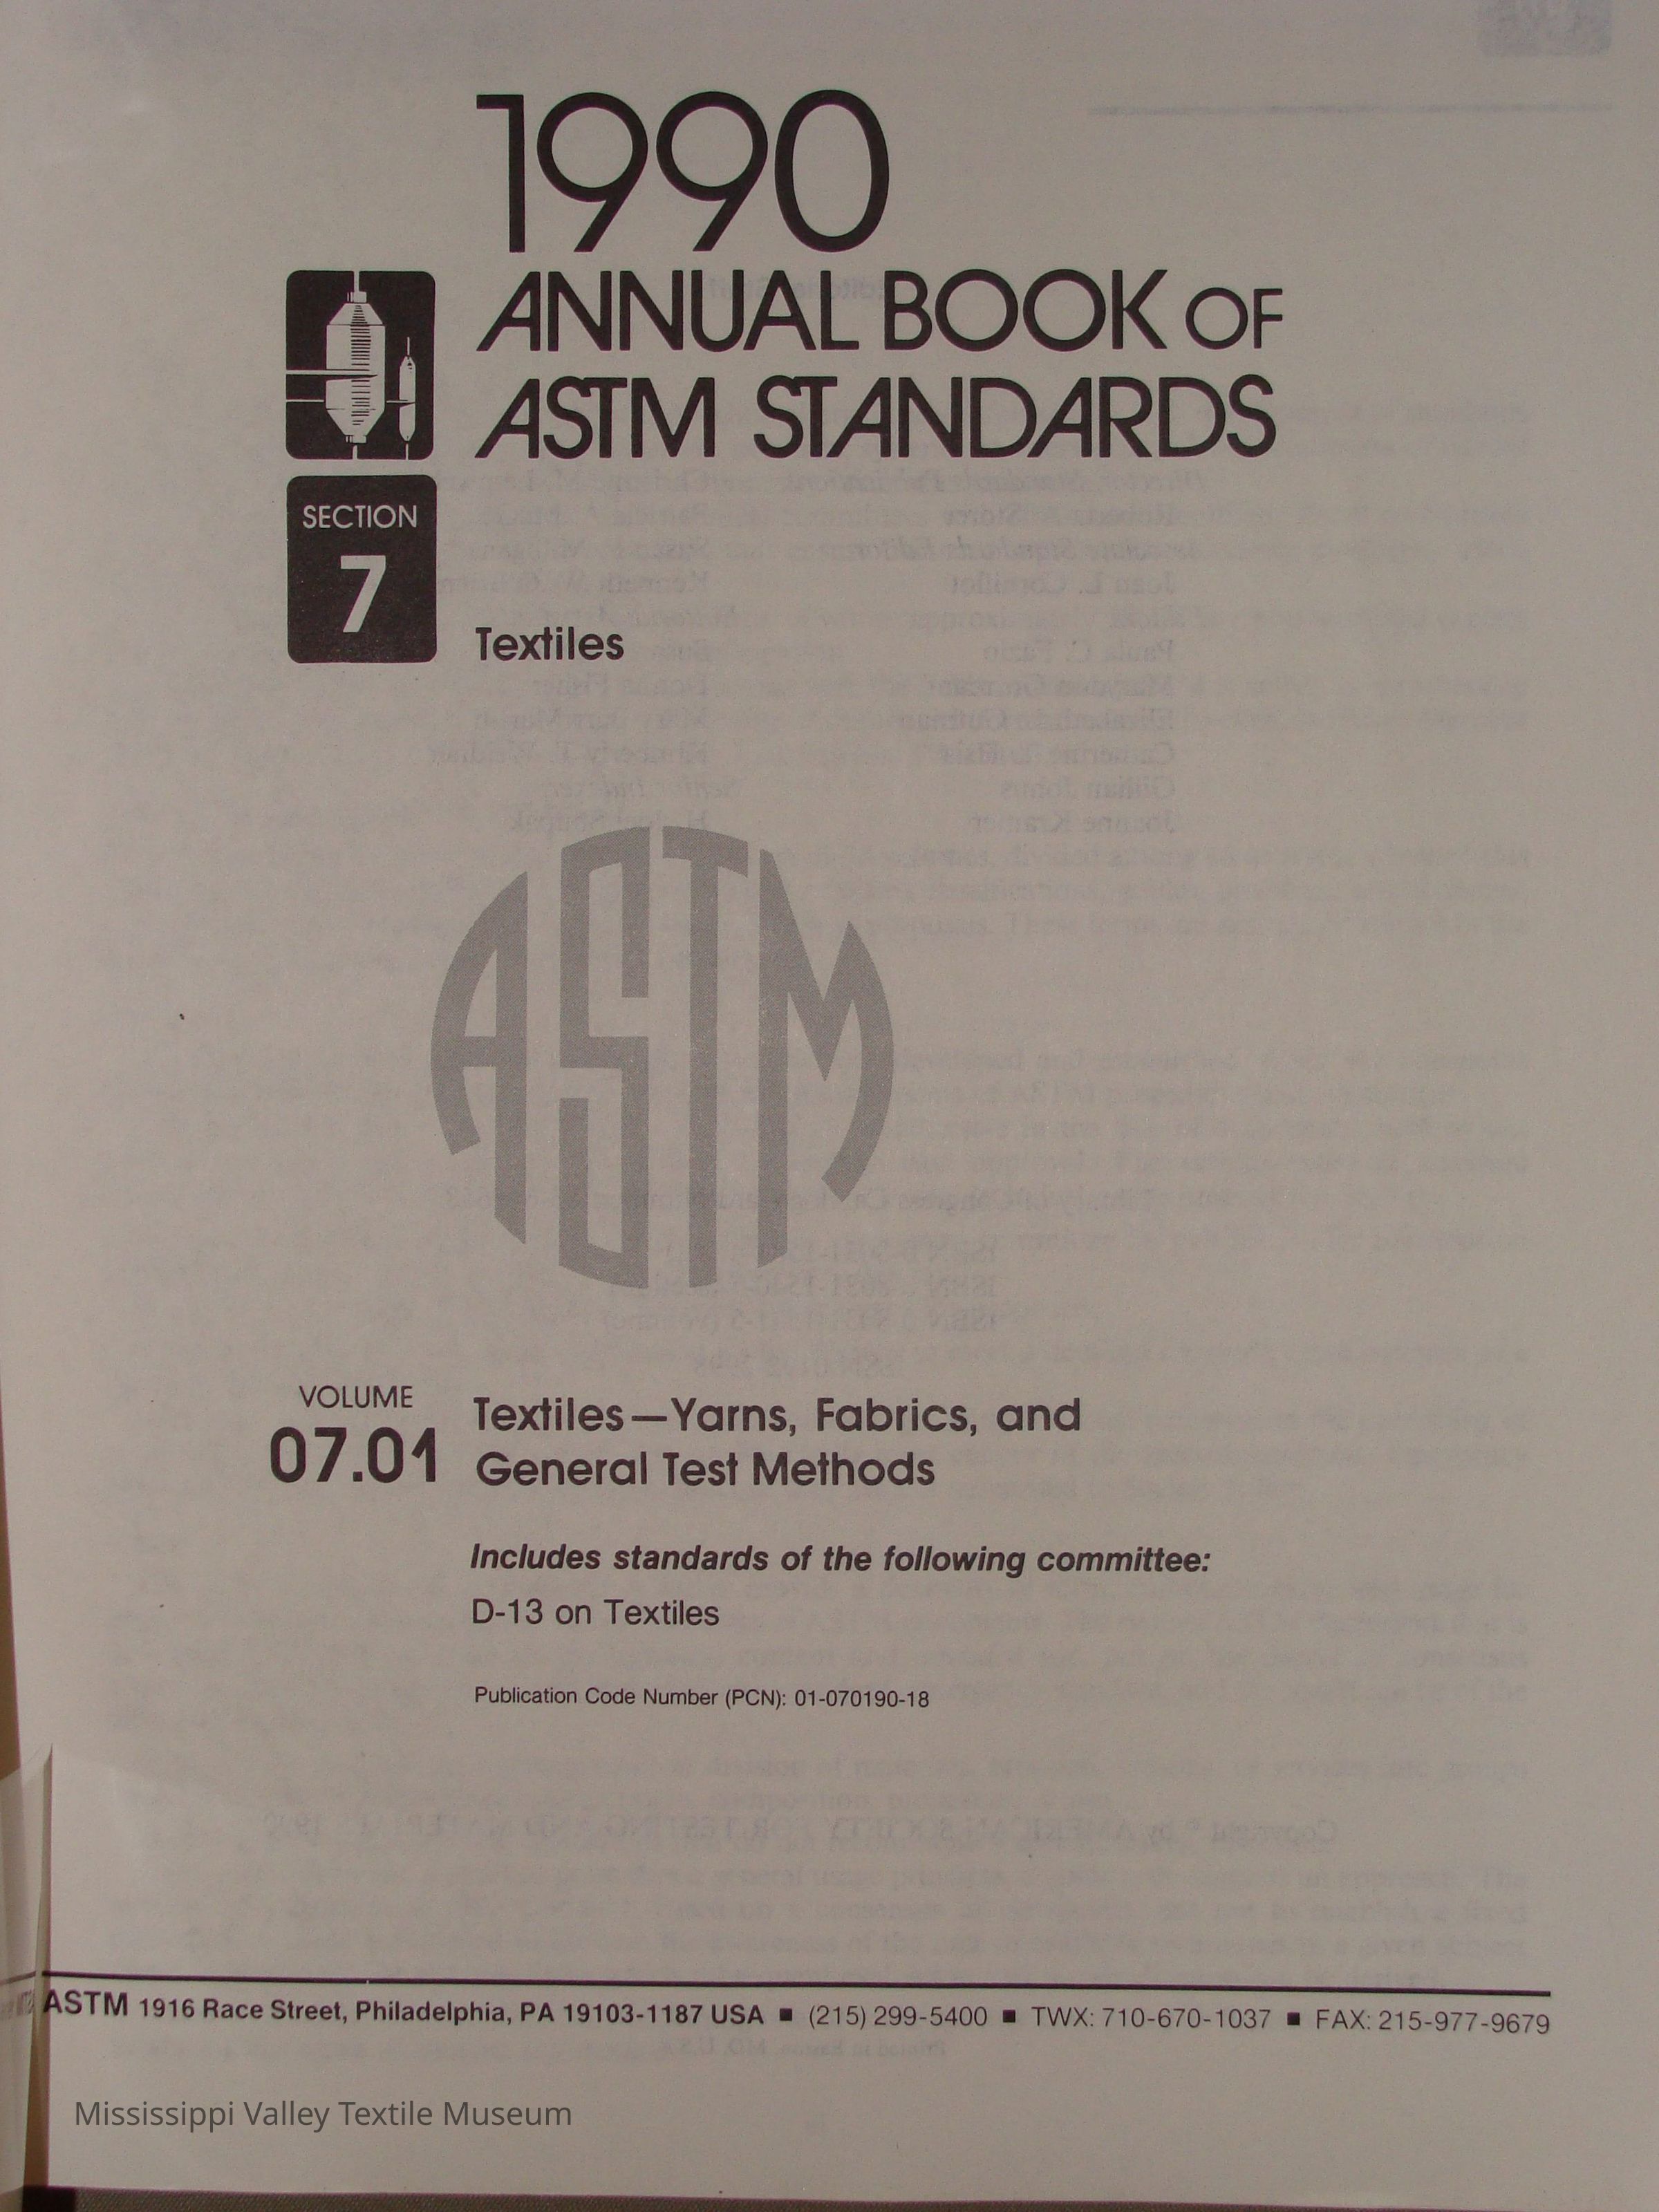 1990
ANNUAL BOOK OF
ASTM STANDARDS
SECTION
7
Textiles
ASTM
VOLUME
07.01
Textiles—Yarns, Fabrics, and
General Test Methods
Includes standards of the following committee:
D-13 on Textiles
Publication Code Number (PCN): 01-070190-18
ASTM 1916 Race Street, Philadelphia, PA 19103-1187 USA ■ (215) 299-5400 ■ TWX: 710-670-1037 ■ FAX: 215-977-9679
Mississippi Valley Textile Museum